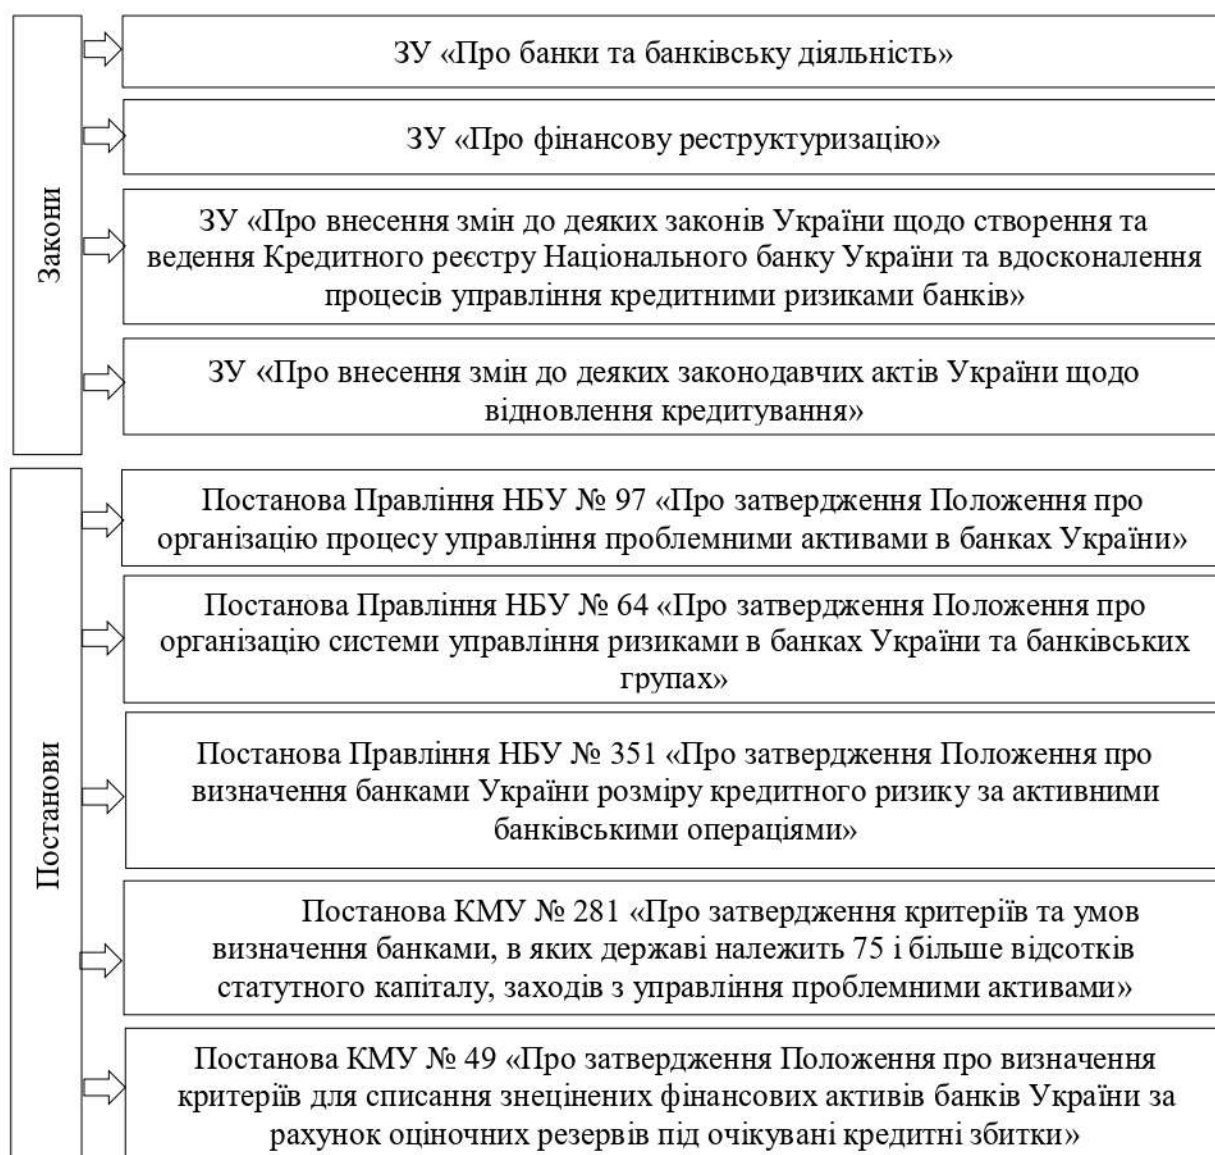 Закони
ЗУ «Про банки та банківську діяльність»
ЗУ «Про фінансову реструктуризацію»
ЗУ «Про внесення змін до деяких законів України щодо створення та
ведення Кредитного реєстру Національного банку України та вдосконалення
процесів управління кредитними ризиками банків»
ЗУ «Про внесення змін до деяких законодавчих актів України щодо
відновлення кредитування»
Постанови
Постанова Правління НБУ № 97 «Про затвердження Положення про
організацію процесу управління проблемними активами в банках України»
Постанова Правління НБУ № 64 «Про затвердження Положення про
організацію системи управління ризиками в банках України та банківських
групах»
Постанова Правління НБУ № 351 «Про затвердження Положення про
визначення банками України розміру кредитного ризику за активними
банківськими операціями»
Постанова КМУ № 281 «Про затвердження критеріїв та умов
визначення банками, в яких державі належить 75 і більше відсотків
статутного капіталу, заходів з управління проблемними активами»
Постанова КМУ № 49 «Про затвердження Положення про визначення
критеріїв для списання знецінених фінансових активів банків України за
рахунок оціночних резервів під очікувані кредитні збитки»